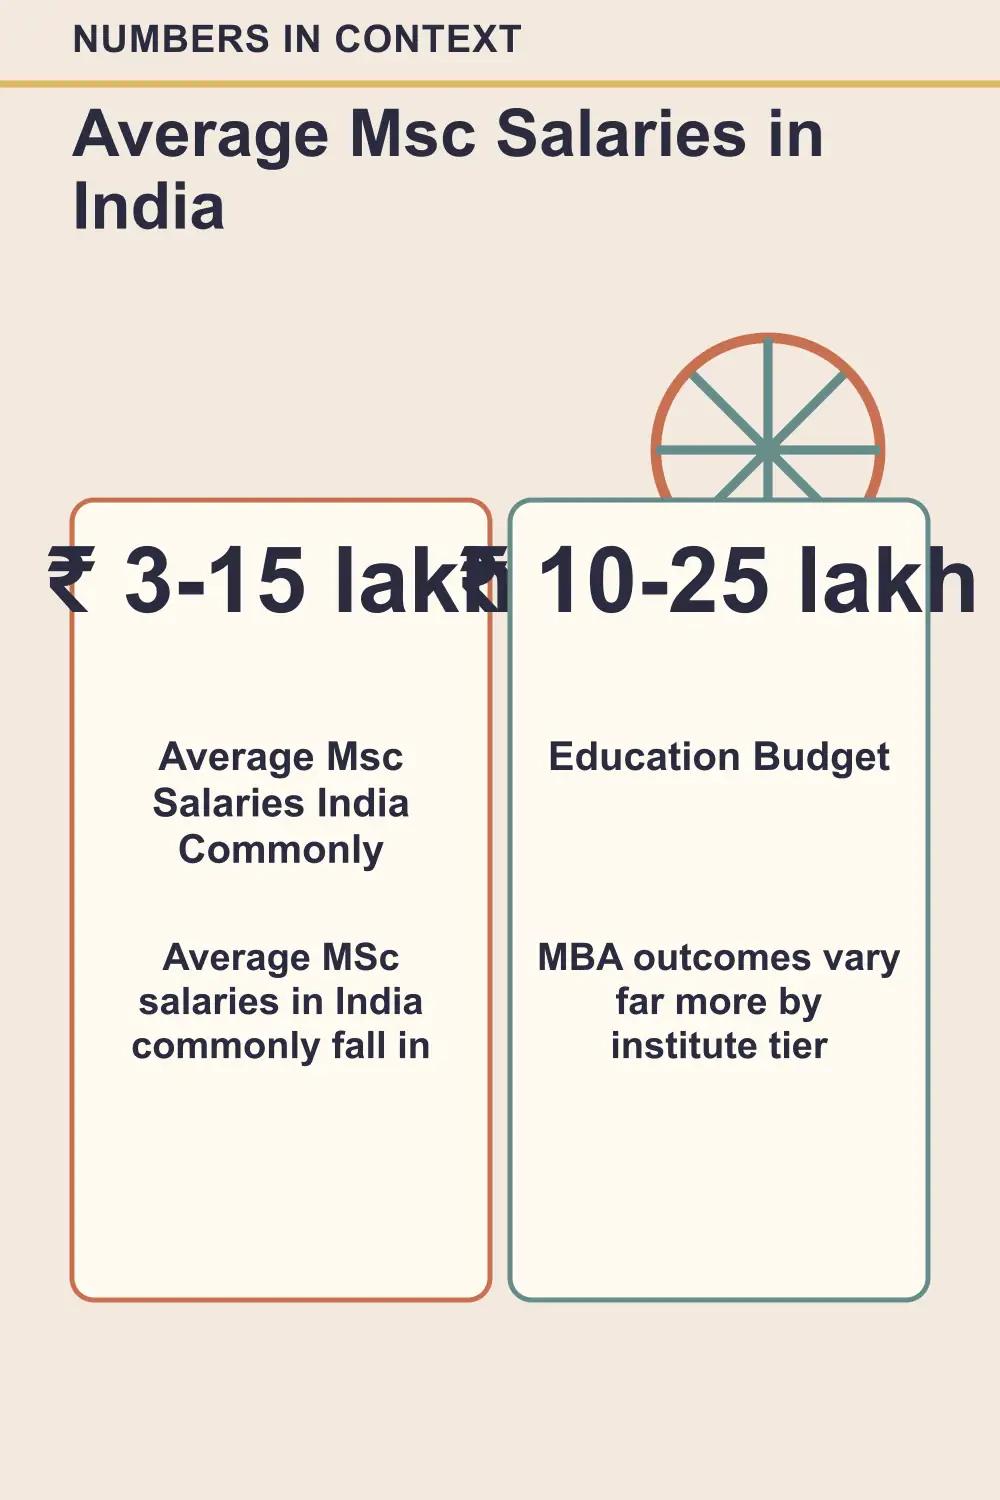 NUMBERS IN CONTEXT
Average Msc Salaries in
India
₹ 3-15 lakh
₹ 10-25 lakh
Average Msc
Salaries India
Commonly
Education Budget
Average MSc
salaries in India
commonly fall in
MBA outcomes vary
far more by
institute tier